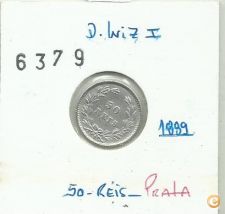 D. Luiz I
6379
50
REIS
1889
50-REIS_PRATA